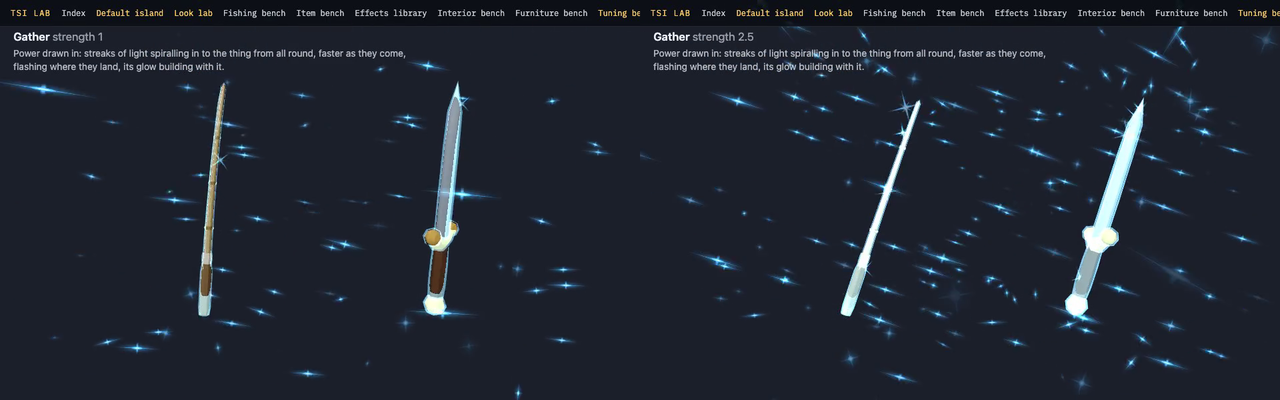 TSI LAB Index Default island Look lab Fishing bench Item bench Effects library Interior bench Furniture bench Tuning be
Gather strength 1
Power drawn in: streaks of light spiralling in to the thing from all round, faster as they come,
flashing where they land, its glow building with it.
TSI LAB Index Default island Look lab Fishing bench Item bench Effects library Interior bench Furniture bench Tuning be
Gather strength 2.5
Power drawn in: streaks of light spiralling in to the thing from all round, faster as they come,
flashing where they land, its glow building with it.